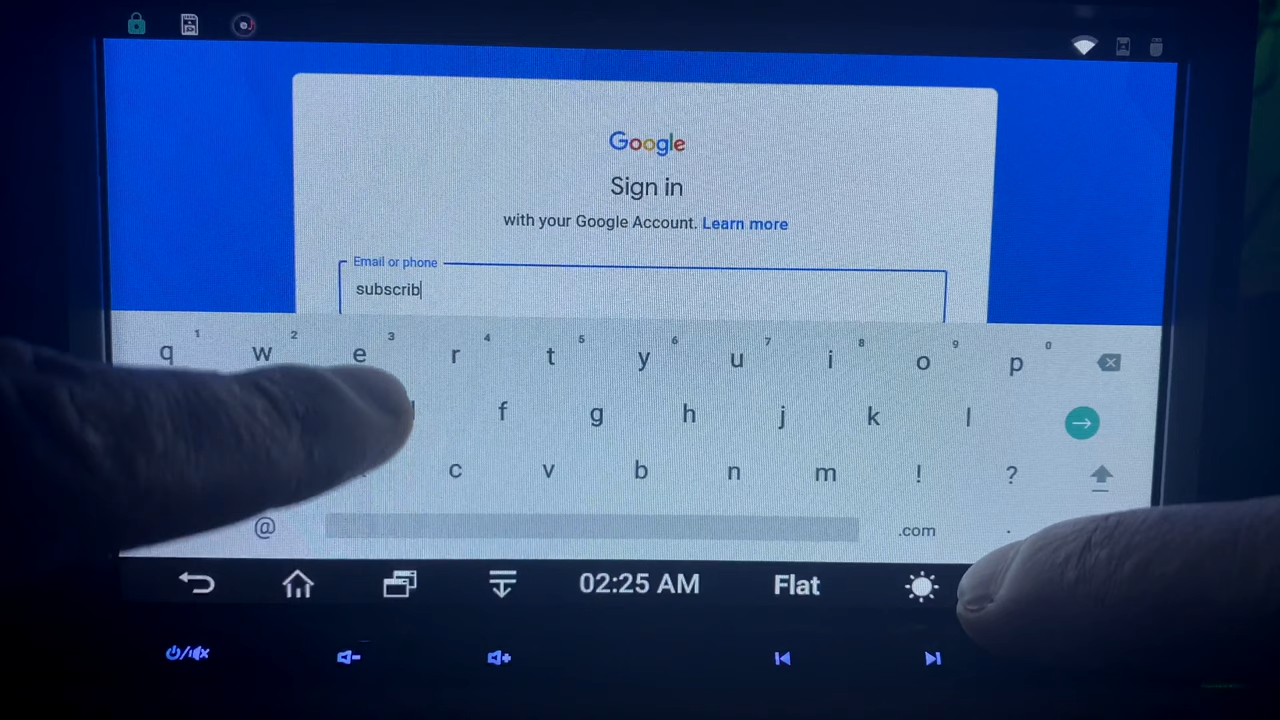 Google
Sign in
with your Google Account. Learn more
Email or phone
subscrib
1 2 3 4 5 6 7 8 9 0
q w e r t y u i o p
f g h j k l
c v b n m ! ?
@ .com .
02:25 AM Flat